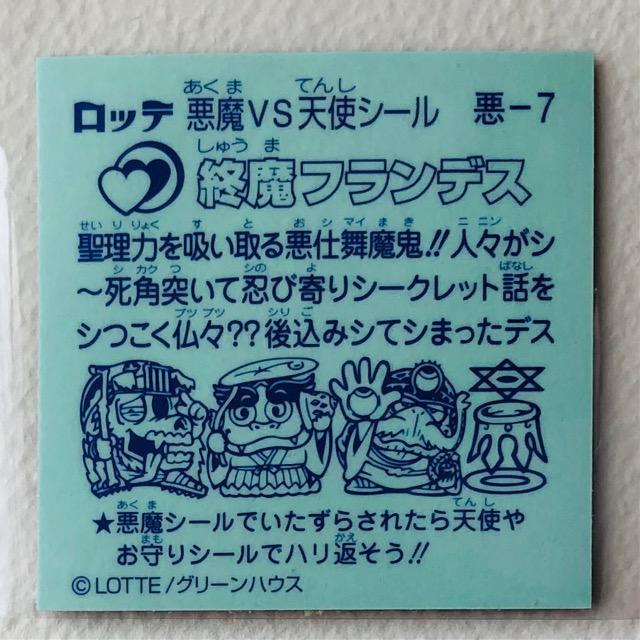 ロッテ 悪魔VS天使シール 悪-7
終魔フランデス
聖理力を吸い取る悪仕舞魔鬼!!人々がシ
〜死角突いて忍び寄りシークレット話を
シつこく仏々??後込みシてシまったデス
★悪魔シールでいたずらされたら天使や
お守りシールでハリ返そう!!
©LOTTE/グリーンハウス